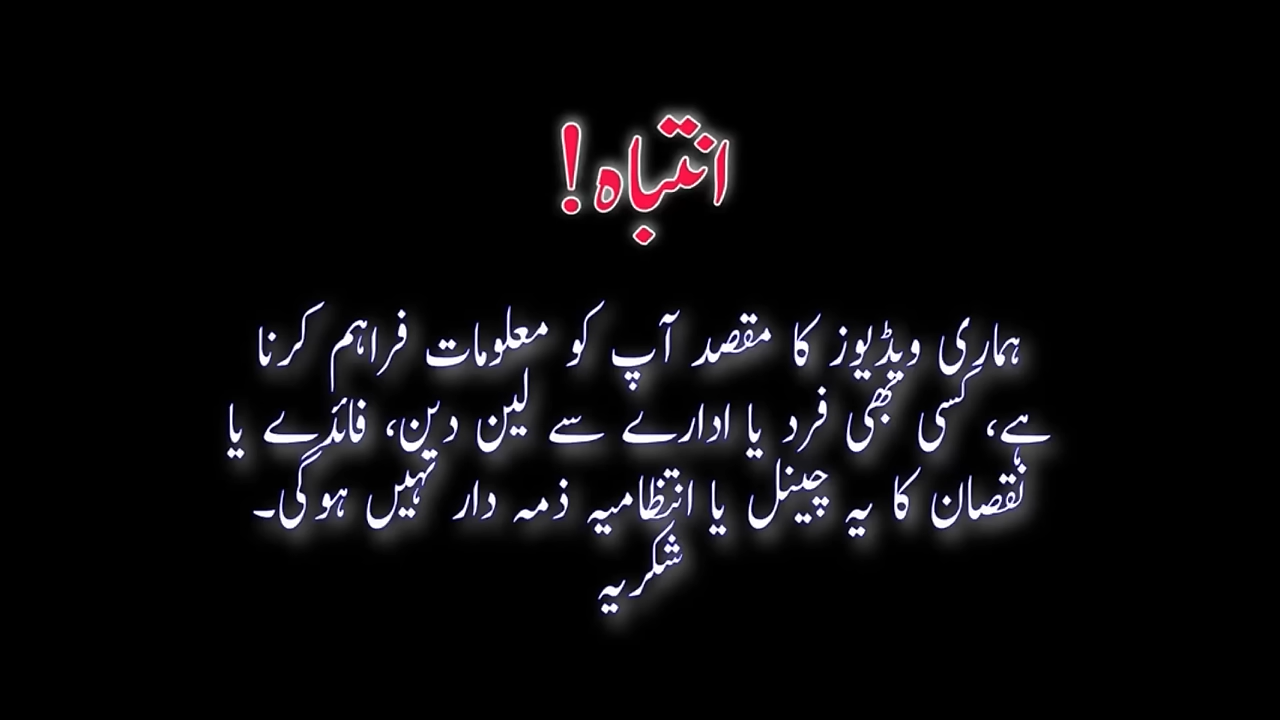 انتباہ!
ہماری ویڈیوز کا مقصد آپ کو معلومات فراہم کرنا
ہے، کسی بھی فرد یا ادارے سے لین دین، فائدے یا
نقصان کا یہ چینل یا انتظامیہ ذمہ دار نہیں ہوگی۔
شکریہ